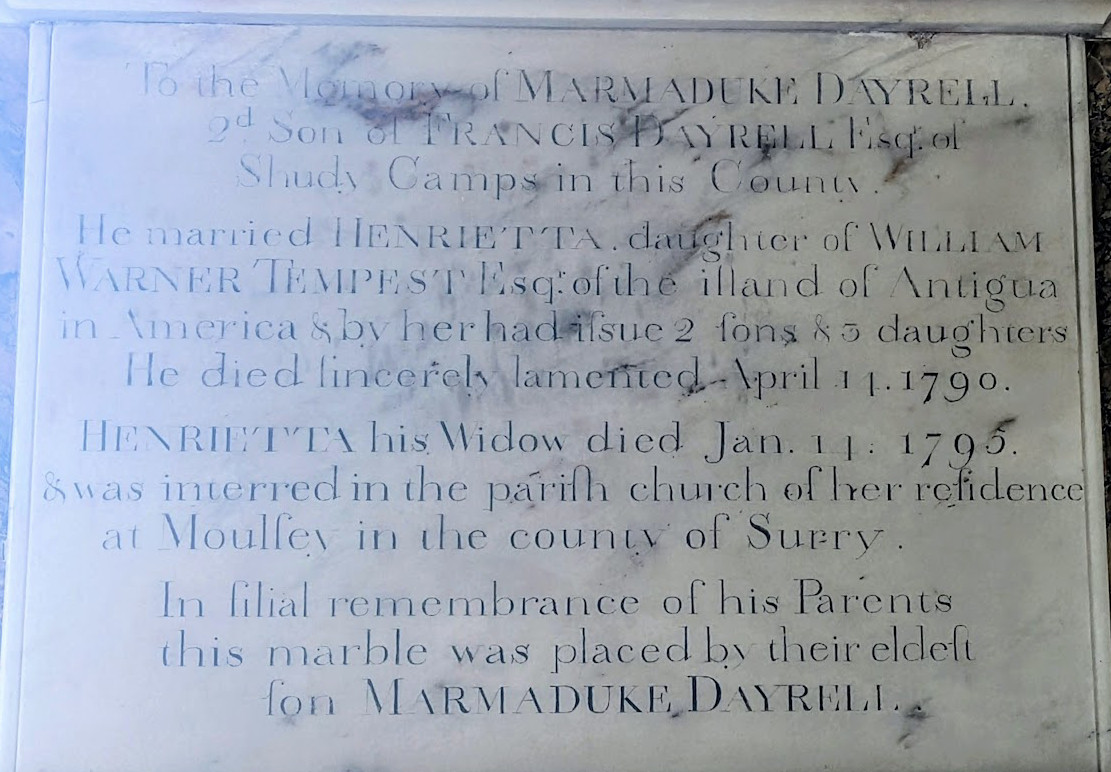 To the Memory of MARMADUKE DAYRELL.
2d Son of FRANCIS DAYRELL Esqr. of
Shudy Camps in this County.
He married HENRIETTA, daughter of WILLIAM
WARNER TEMPEST Esqr. of the iſland of Antigua
in America & by her had iſsue 2 ſons & 3 daughters
He died ſincerely lamented April 14. 1790.
HENRIETTA his Widow died Jan. 14: 1795.
& was interred in the pariſh church of her reſidence
at Moulſey in the county of Surry.
In filial remembrance of his Parents
this marble was placed by their eldeſt
ſon MARMADUKE DAYRELL.